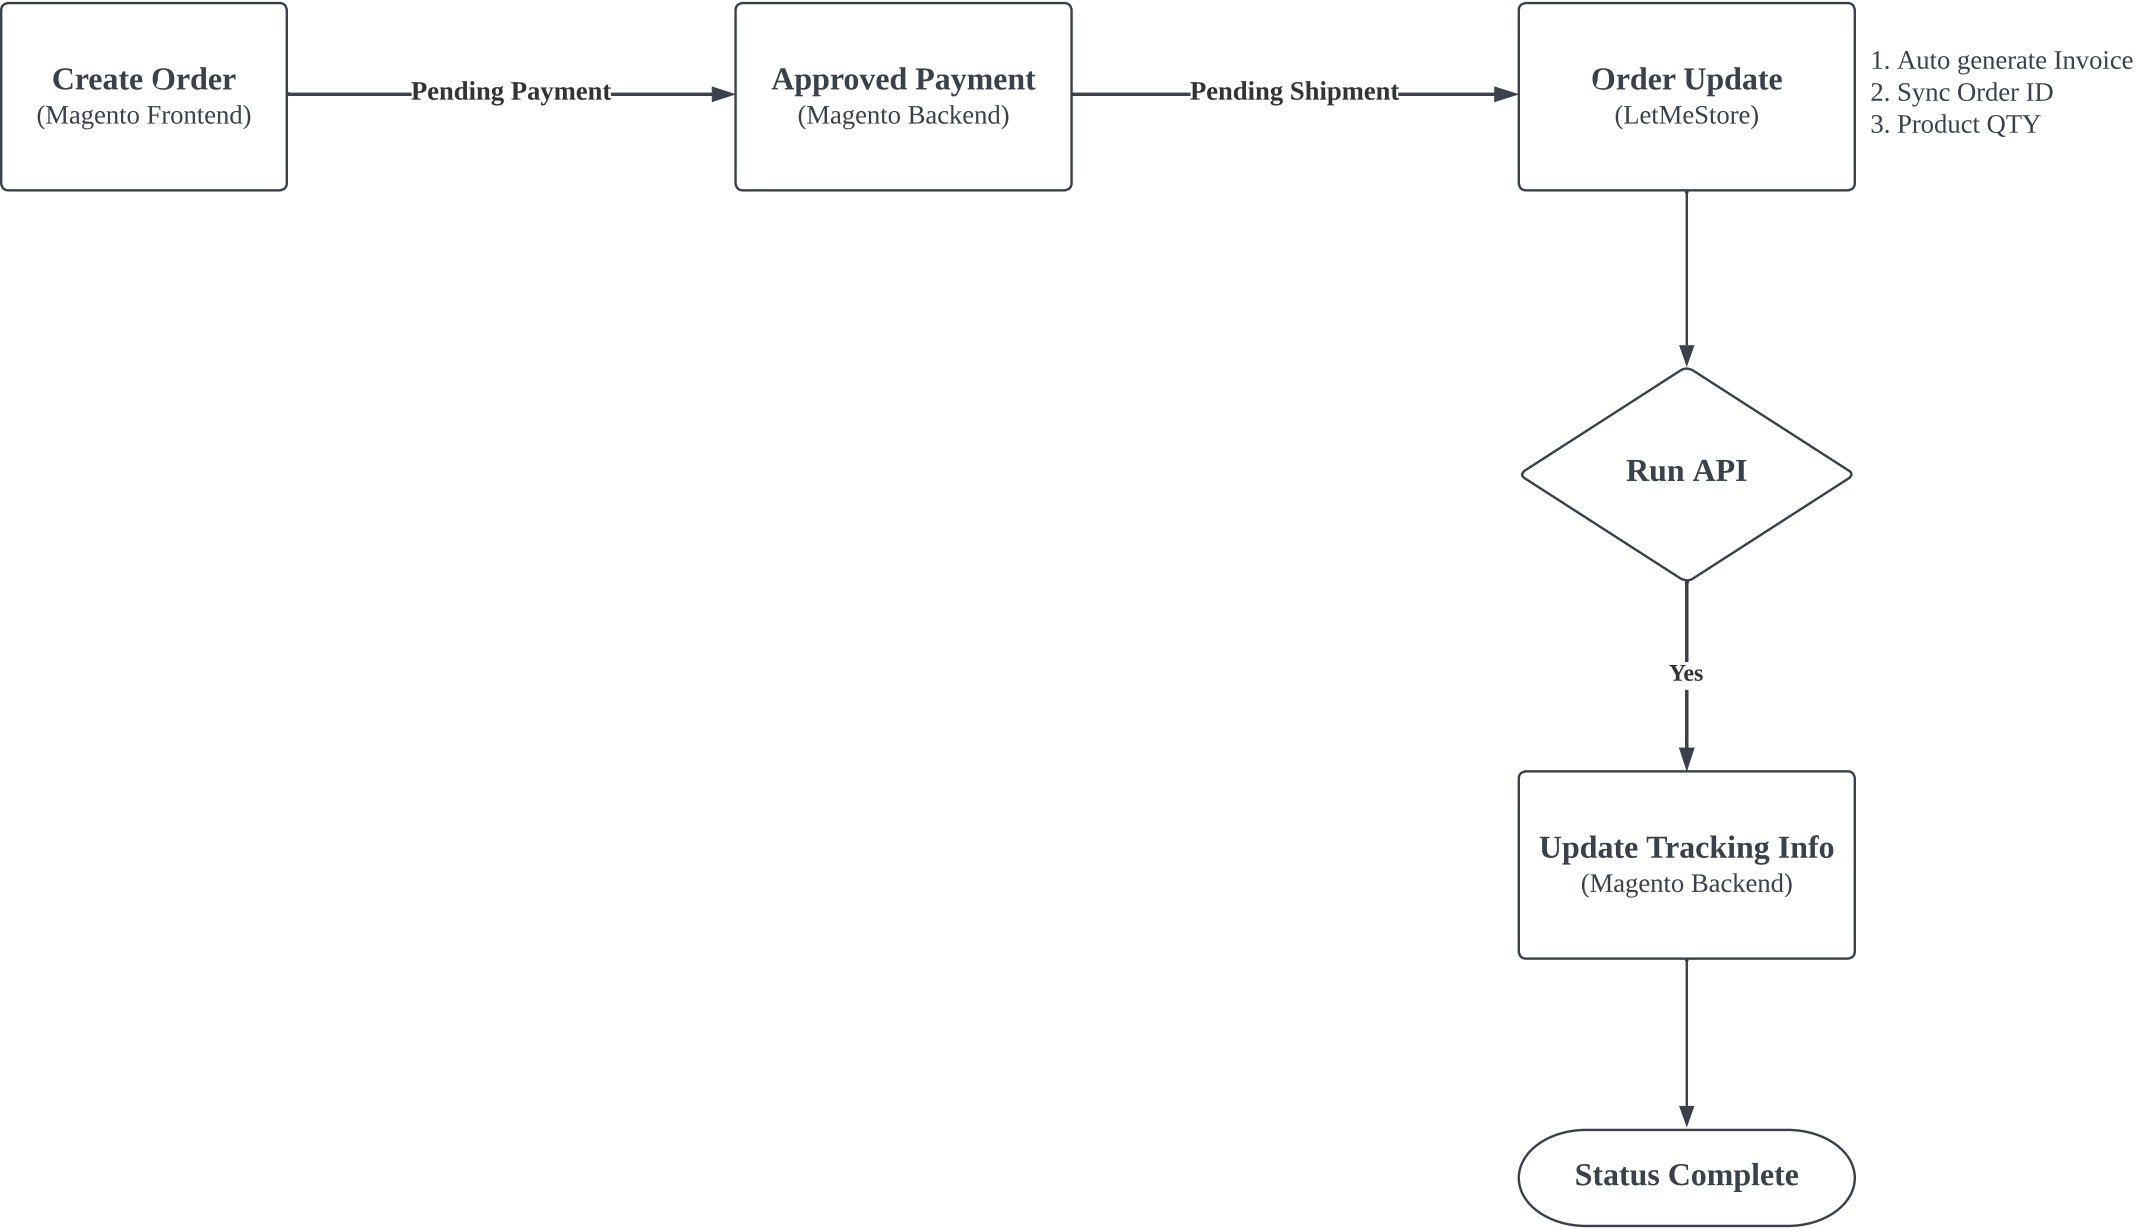 Create Order
(Magento Frontend)
Pending Payment
Approved Payment
(Magento Backend)
Pending Shipment
Order Update
(LetMeStore)
1. Auto generate Invoice
2. Sync Order ID
3. Product QTY
Run API
Yes
Update Tracking Info
(Magento Backend)
Status Complete